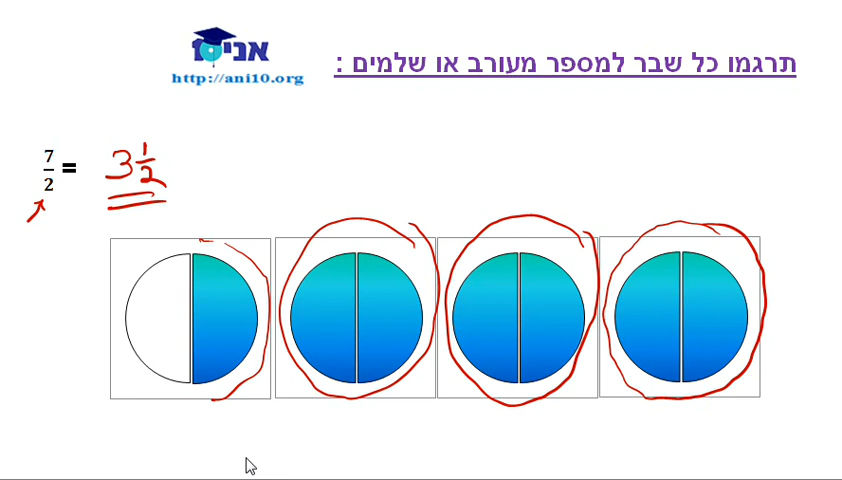 אני10
http://ani10.org
תרגמו כל שבר למספר מעורב או שלמים :
7/2 = 3 1/2